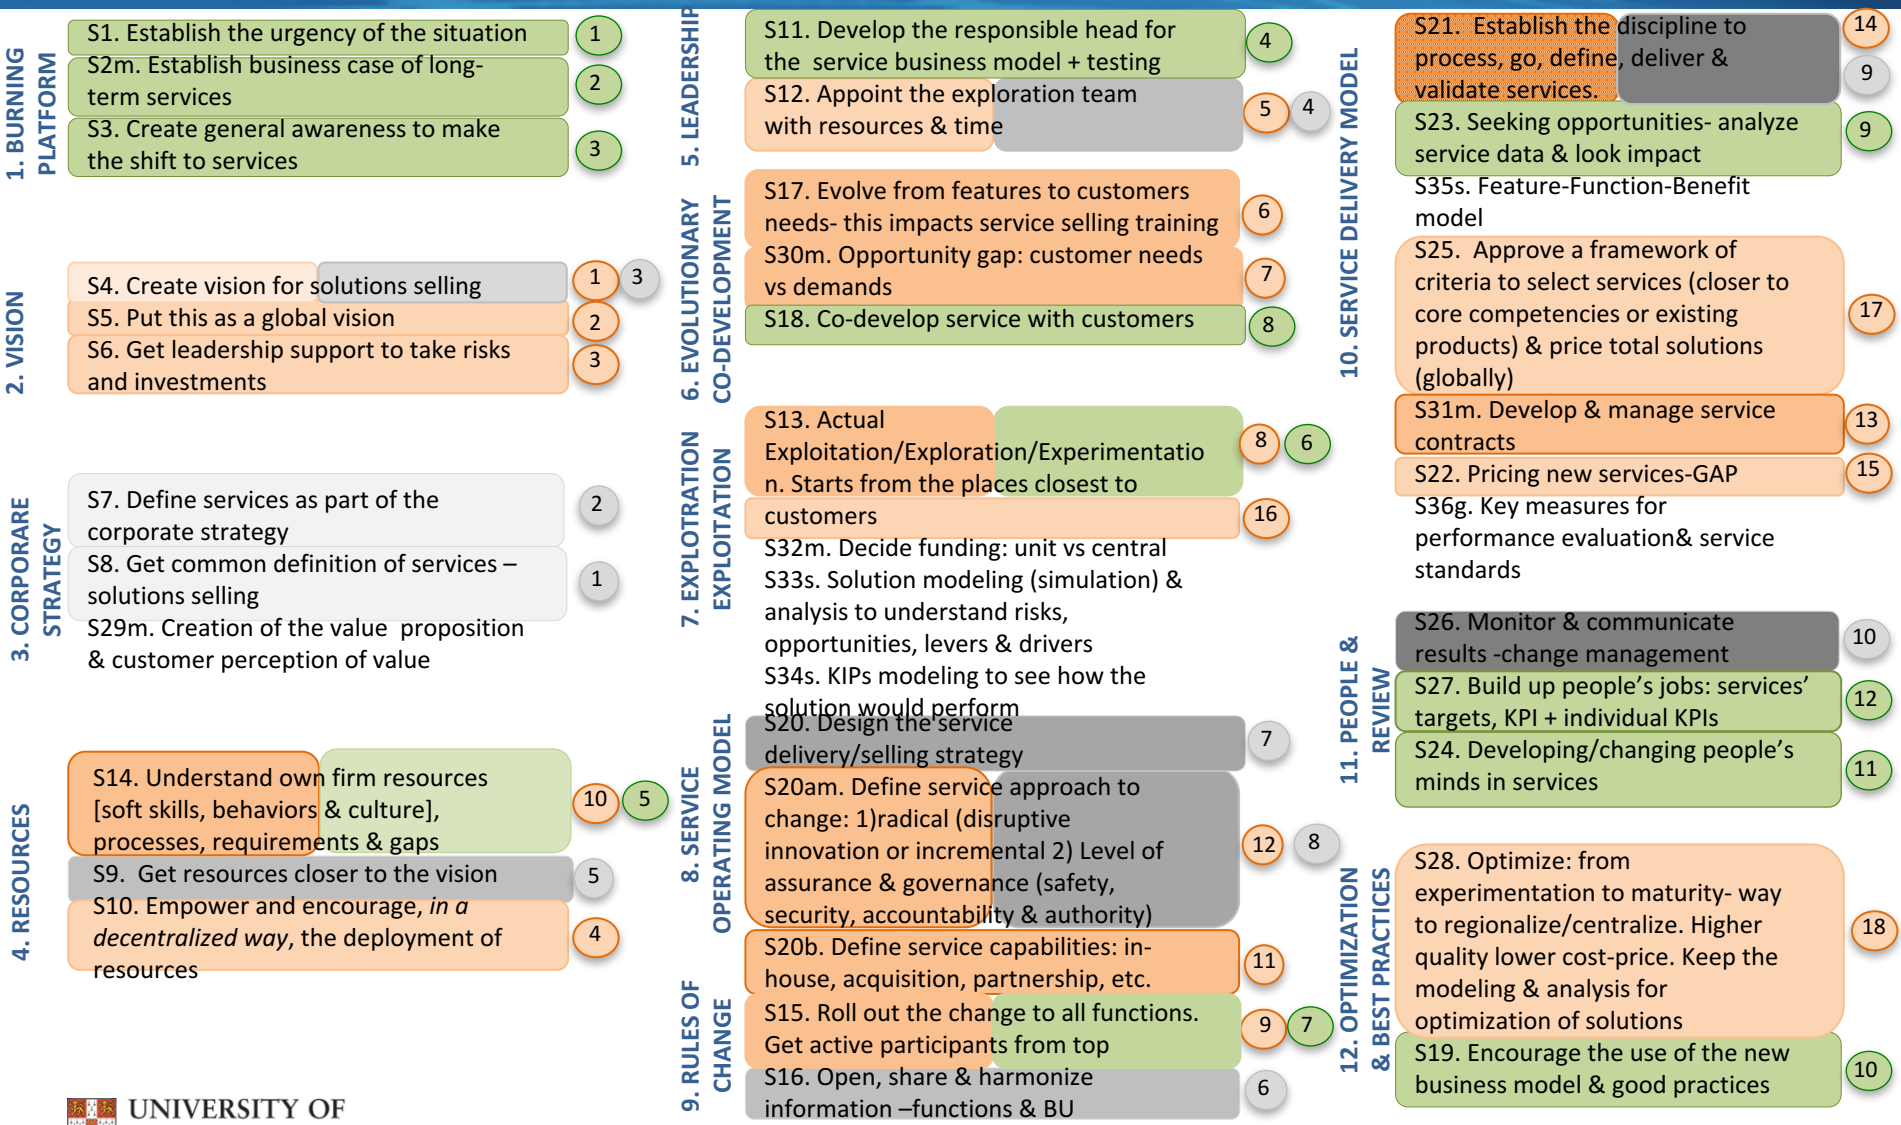 1. BURNING
PLATFORM
S1. Establish the urgency of the situation
1
S2m. Establish business case of long-
term services
2
S3. Create general awareness to make
the shift to services
3
2. VISION
S4. Create vision for solutions selling
1
3
S5. Put this as a global vision
2
S6. Get leadership support to take risks
and investments
3
3. CORPORARE
STRATEGY
S7. Define services as part of the
corporate strategy
2
S8. Get common definition of services –
solutions selling
1
S29m. Creation of the value proposition
& customer perception of value
4. RESOURCES
S14. Understand own firm resources
[soft skills, behaviors & culture],
processes, requirements & gaps
10
5
S9. Get resources closer to the vision
5
S10. Empower and encourage, in a
decentralized way, the deployment of
resources
4
UNIVERSITY OF
5. LEADERSHIP
S11. Develop the responsible head for
the service business model + testing
4
S12. Appoint the exploration team
with resources & time
5
4
6. EVOLUTIONARY
CO-DEVELOPMENT
S17. Evolve from features to customers
needs- this impacts service selling training
6
S30m. Opportunity gap: customer needs
vs demands
7
S18. Co-develop service with customers
8
7. EXPLOTRATION
EXPLOITATION
S13. Actual
Exploitation/Exploration/Experimentatio
n. Starts from the places closest to
customers
8
6
16
S32m. Decide funding: unit vs central
S33s. Solution modeling (simulation) &
analysis to understand risks,
opportunities, levers & drivers
S34s. KIPs modeling to see how the
solution would perform
8. SERVICE
OPERATING MODEL
S20. Design the service
delivery/selling strategy
7
S20am. Define service approach to
change: 1)radical (disruptive
innovation or incremental 2) Level of
assurance & governance (safety,
security, accountability & authority)
12
8
S20b. Define service capabilities: in-
house, acquisition, partnership, etc.
11
9. RULES OF
CHANGE
S15. Roll out the change to all functions.
Get active participants from top
9
7
S16. Open, share & harmonize
information –functions & BU
6
10. SERVICE DELIVERY MODEL
S21. Establish the discipline to
process, go, define, deliver &
validate services.
14
9
S23. Seeking opportunities- analyze
service data & look impact
9
S35s. Feature-Function-Benefit
model
S25. Approve a framework of
criteria to select services (closer to
core competencies or existing
products) & price total solutions
(globally)
17
S31m. Develop & manage service
contracts
13
S22. Pricing new services-GAP
15
S36g. Key measures for
performance evaluation& service
standards
11. PEOPLE &
REVIEW
S26. Monitor & communicate
results -change management
10
S27. Build up people’s jobs: services’
targets, KPI + individual KPIs
12
S24. Developing/changing people’s
minds in services
11
12. OPTIMIZATION
& BEST PRACTICES
S28. Optimize: from
experimentation to maturity- way
to regionalize/centralize. Higher
quality lower cost-price. Keep the
modeling & analysis for
optimization of solutions
18
S19. Encourage the use of the new
business model & good practices
10